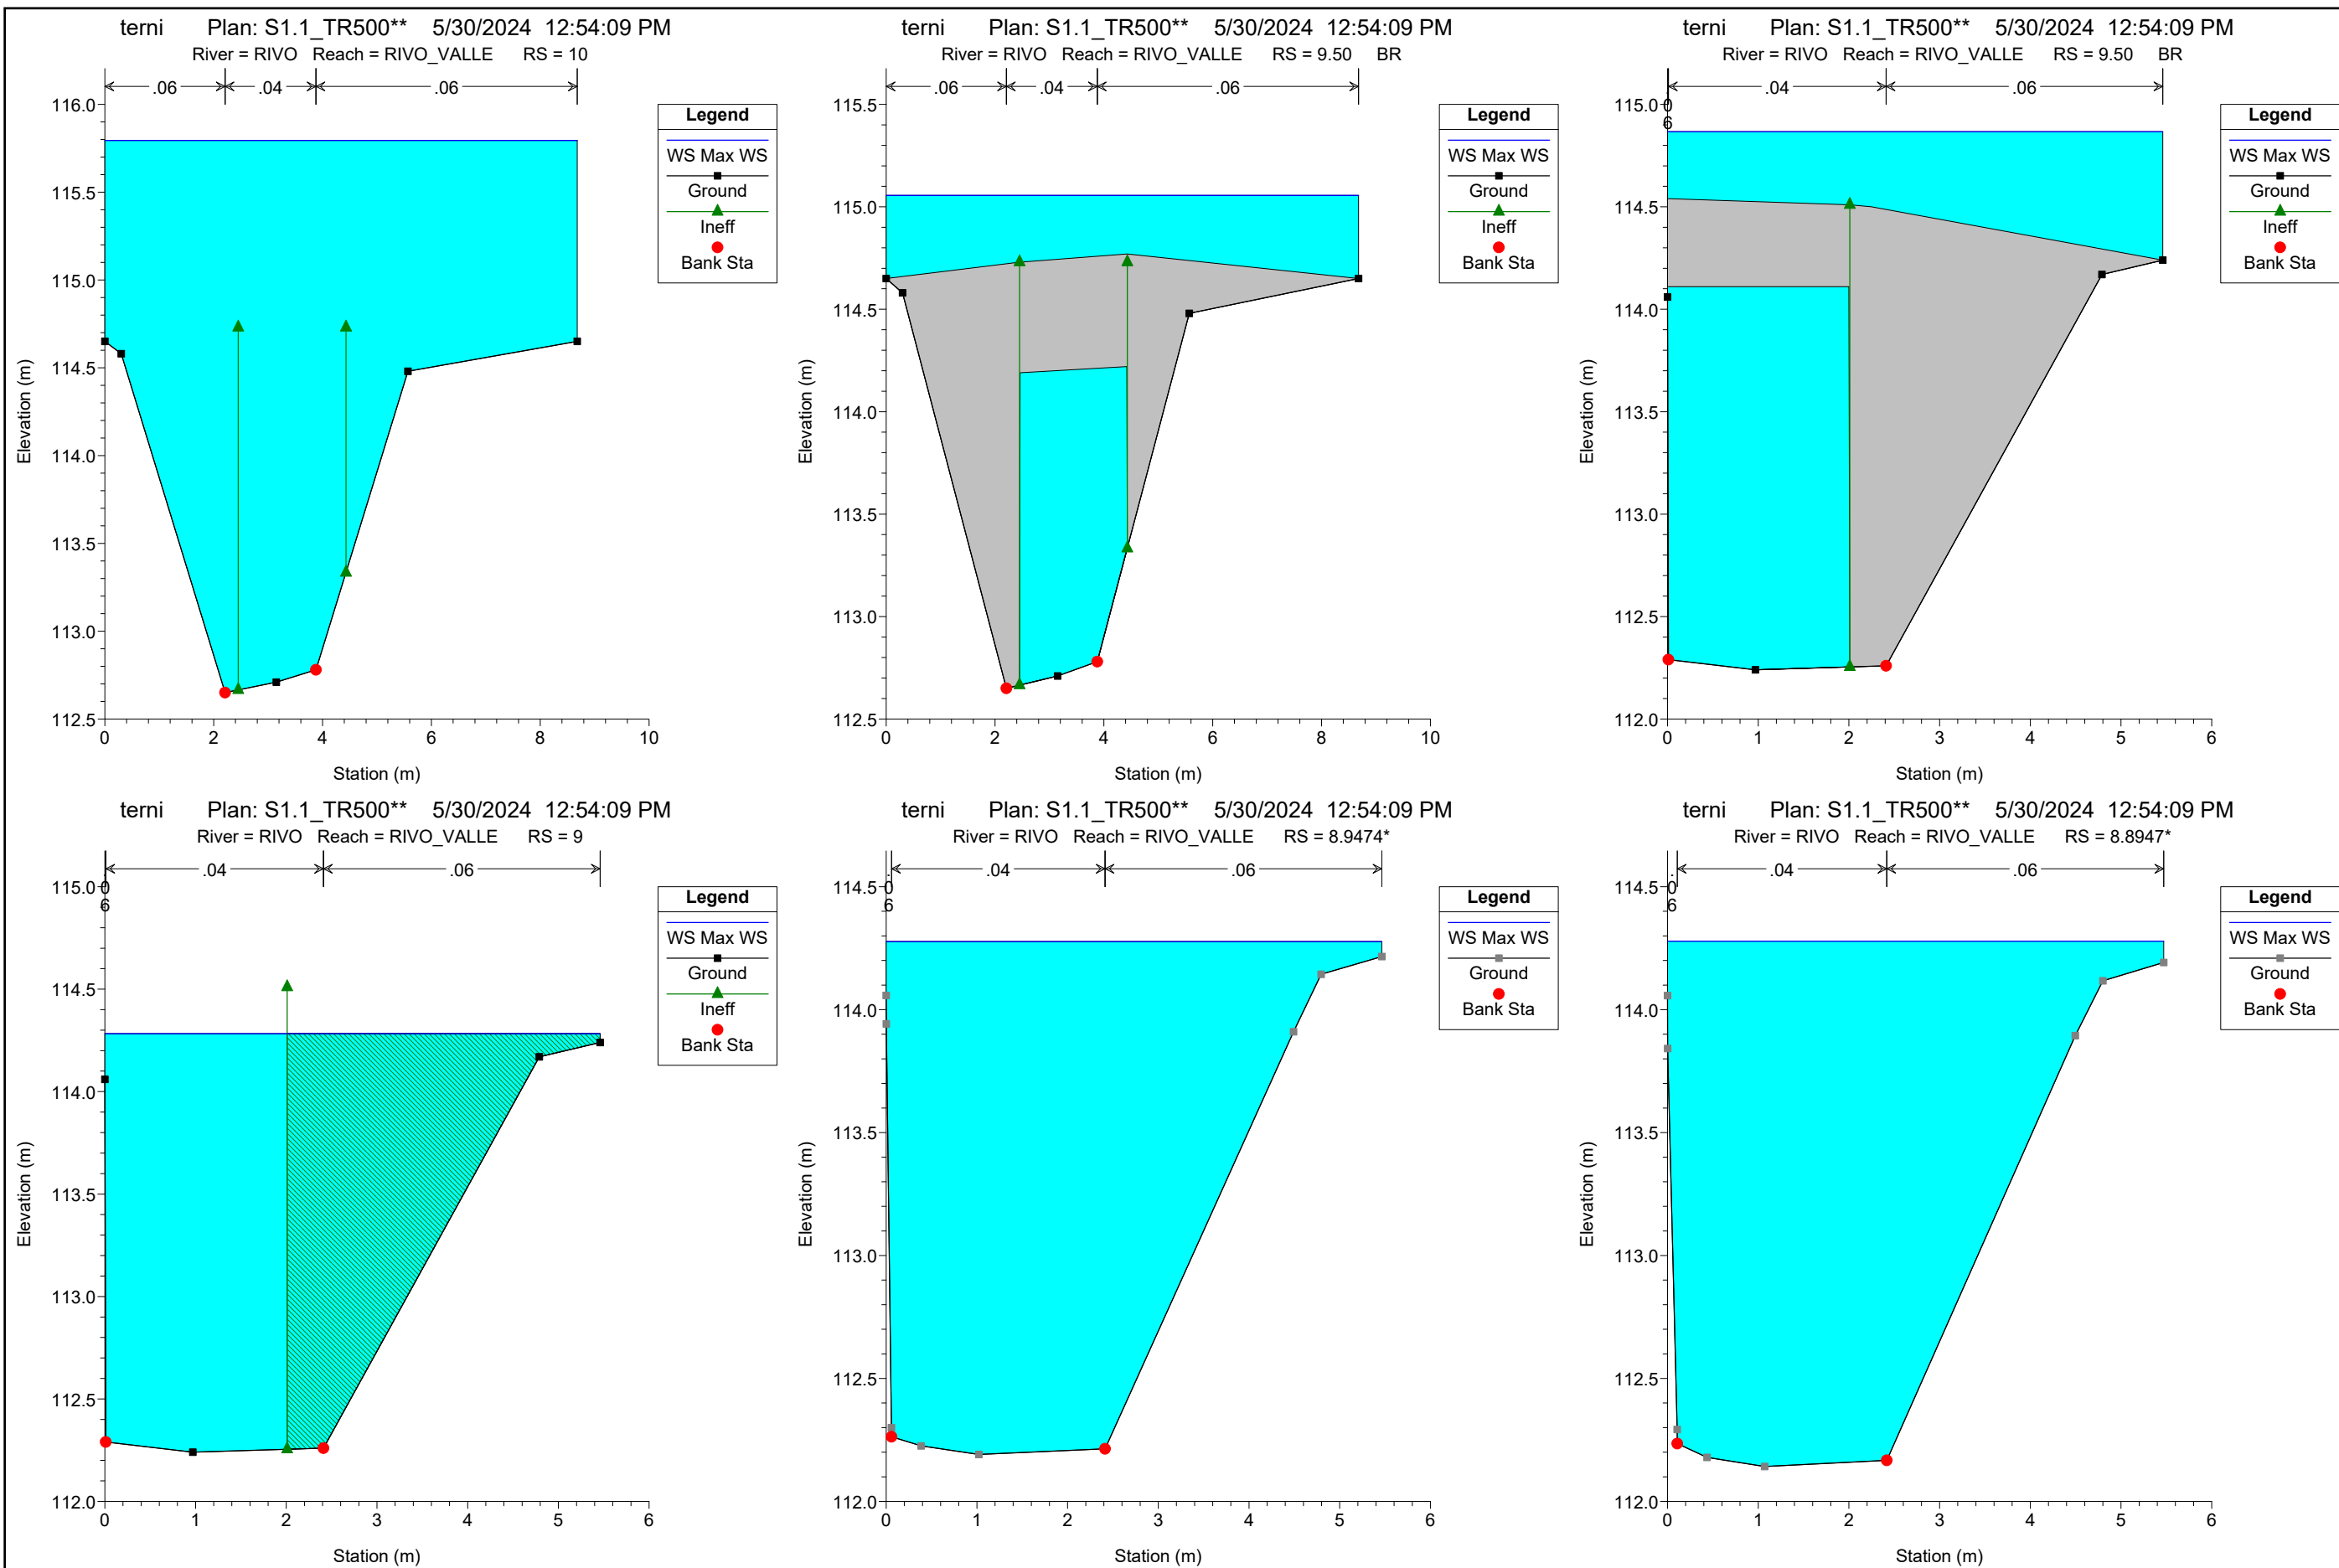 terni Plan: S1.1_TR500** 5/30/2024 12:54:09 PM
River = RIVO Reach = RIVO_VALLE RS = 10
.06 .04 .06
Legend
WS Max WS
Ground
Ineff
Bank Sta
116.0
115.5
115.0
114.5
114.0
113.5
113.0
112.5
0 2 4 6 8 10
Elevation (m)
Station (m)
terni Plan: S1.1_TR500** 5/30/2024 12:54:09 PM
River = RIVO Reach = RIVO_VALLE RS = 9.50 BR
.06 .04 .06
Legend
WS Max WS
Ground
Ineff
Bank Sta
115.5
115.0
114.5
114.0
113.5
113.0
112.5
0 2 4 6 8 10
Elevation (m)
Station (m)
terni Plan: S1.1_TR500** 5/30/2024 12:54:09 PM
River = RIVO Reach = RIVO_VALLE RS = 9.50 BR
.04 .06
0
6
Legend
WS Max WS
Ground
Ineff
Bank Sta
115.0
114.5
114.0
113.5
113.0
112.5
112.0
0 1 2 3 4 5 6
Elevation (m)
Station (m)
terni Plan: S1.1_TR500** 5/30/2024 12:54:09 PM
River = RIVO Reach = RIVO_VALLE RS = 9
.04 .06
0
6
Legend
WS Max WS
Ground
Ineff
Bank Sta
115.0
114.5
114.0
113.5
113.0
112.5
112.0
0 1 2 3 4 5 6
Elevation (m)
Station (m)
terni Plan: S1.1_TR500** 5/30/2024 12:54:09 PM
River = RIVO Reach = RIVO_VALLE RS = 8.9474*
. .04 .06
0
6
Legend
WS Max WS
Ground
Bank Sta
114.5
114.0
113.5
113.0
112.5
112.0
0 1 2 3 4 5 6
Elevation (m)
Station (m)
terni Plan: S1.1_TR500** 5/30/2024 12:54:09 PM
River = RIVO Reach = RIVO_VALLE RS = 8.8947*
. .04 .06
0
6
Legend
WS Max WS
Ground
Bank Sta
114.5
114.0
113.5
113.0
112.5
112.0
0 1 2 3 4 5 6
Elevation (m)
Station (m)